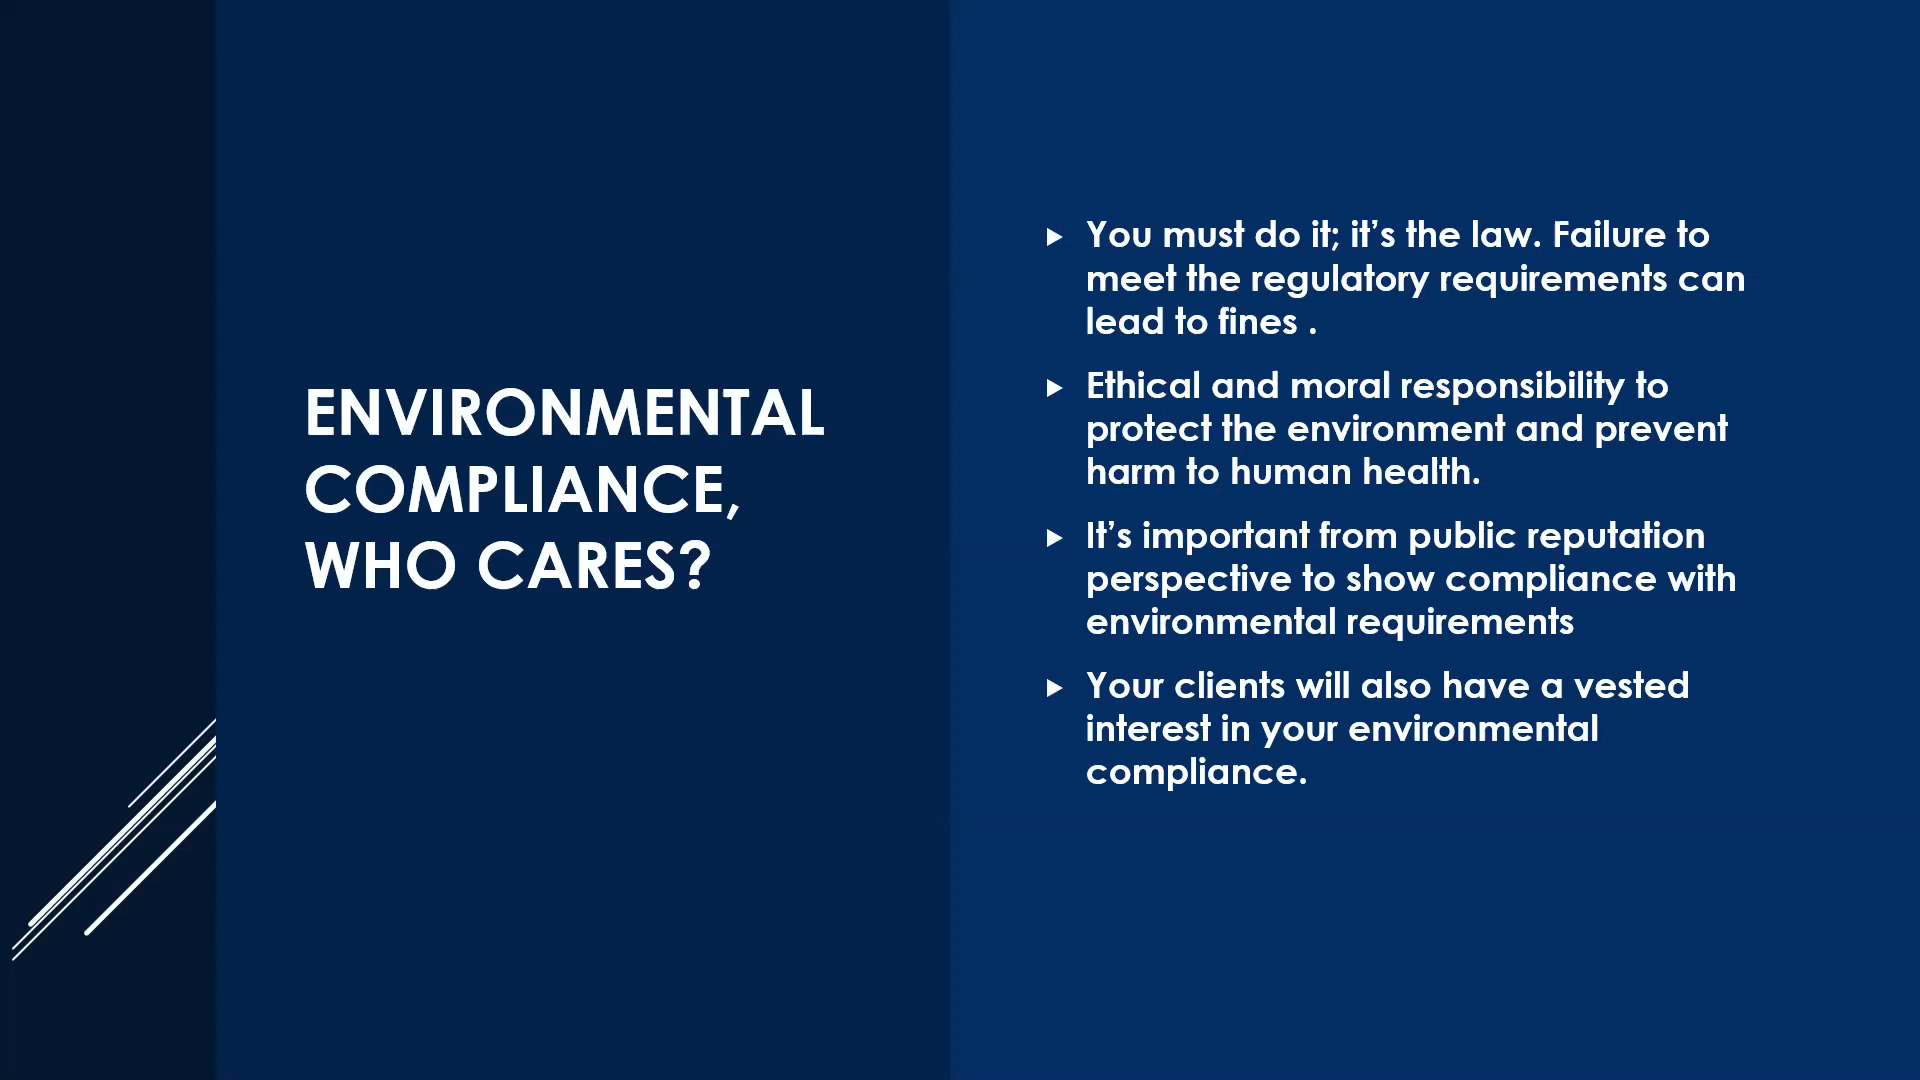 ENVIRONMENTAL
COMPLIANCE,
WHO CARES?
You must do it; it’s the law. Failure to
meet the regulatory requirements can
lead to fines .
Ethical and moral responsibility to
protect the environment and prevent
harm to human health.
It’s important from public reputation
perspective to show compliance with
environmental requirements
Your clients will also have a vested
interest in your environmental
compliance.